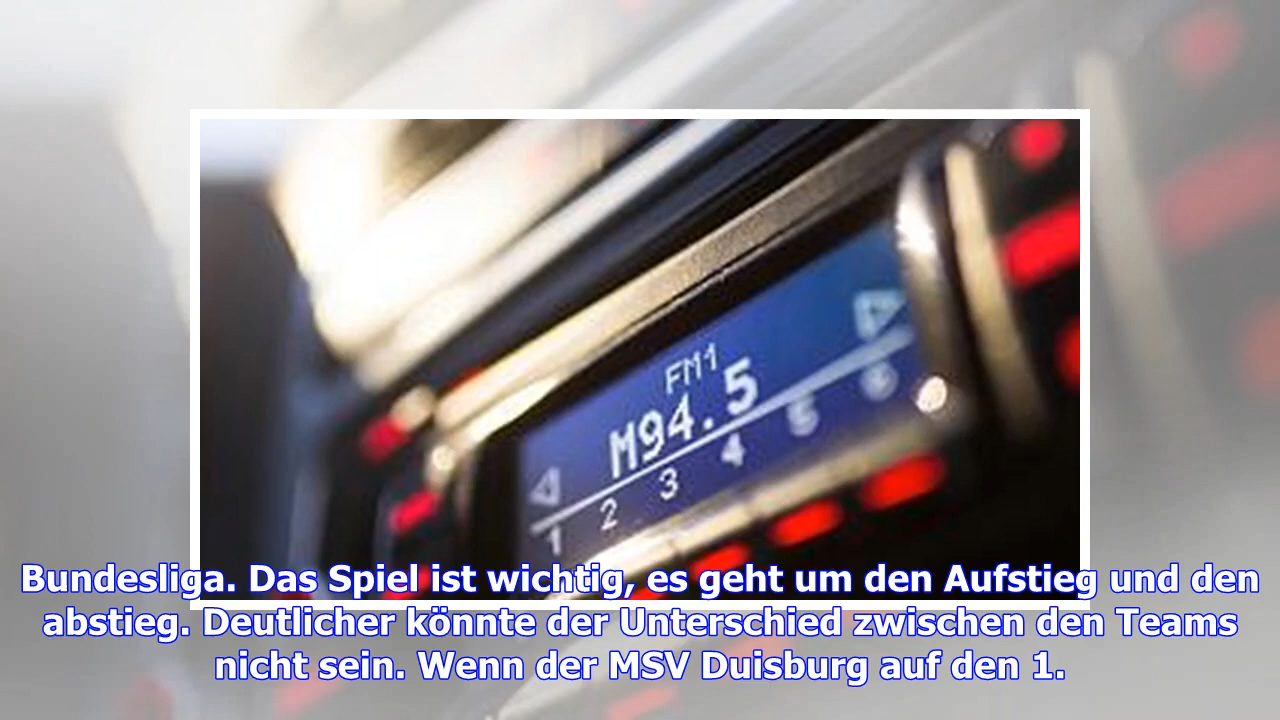 FM1
M94.5
1 2 3 4 5 6
Bundesliga. Das Spiel ist wichtig, es geht um den Aufstieg und den
abstieg. Deutlicher könnte der Unterschied zwischen den Teams
nicht sein. Wenn der MSV Duisburg auf den 1.